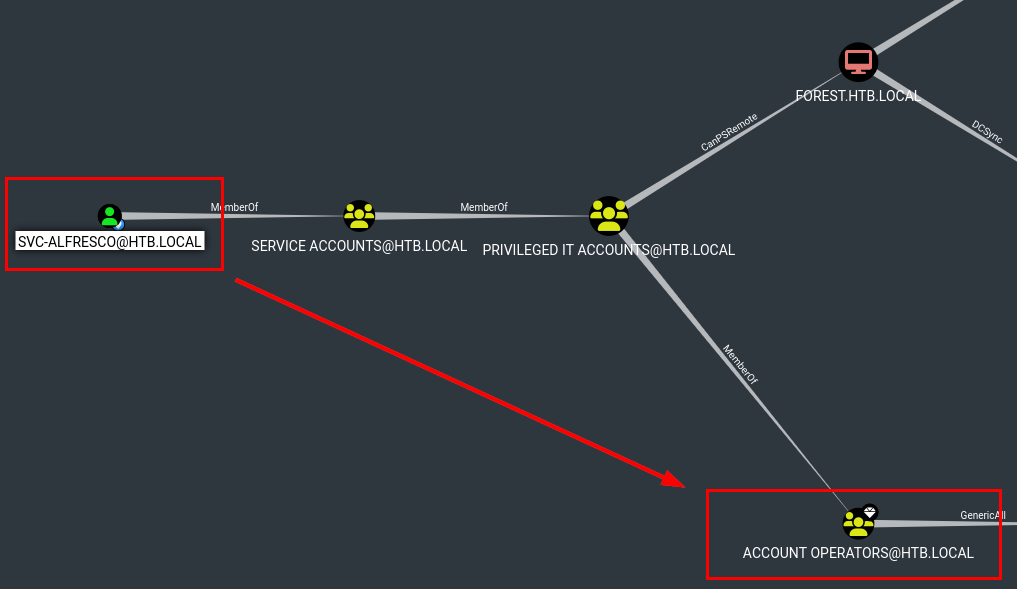 FOREST.HTB.LOCAL
CanPSRemote
DCSync
MemberOf
MemberOf
SVC-ALFRESCO@HTB.LOCAL
SERVICE ACCOUNTS@HTB.LOCAL
PRIVILEGED IT ACCOUNTS@HTB.LOCAL
MemberOf
GenericAll
ACCOUNT OPERATORS@HTB.LOCAL